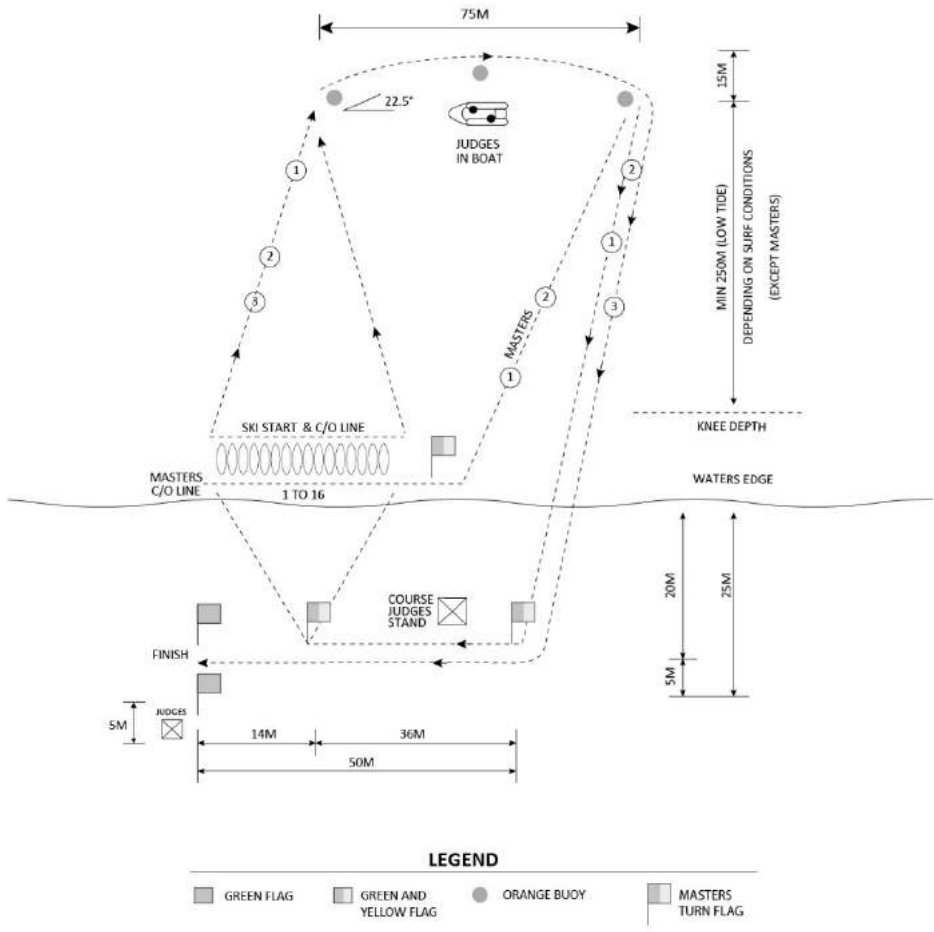 75M
15M
22.5°
JUDGES
IN BOAT
1
2
3
2
1
3
MASTERS
2
1
MIN 250M (LOW TIDE)
DEPENDING ON SURF CONDITIONS
(EXCEPT MASTERS)
SKI START & C/O LINE
KNEE DEPTH
MASTERS
C/O LINE
1 TO 16
WATERS EDGE
COURSE
JUDGES
STAND
20M
25M
FINISH
5M
JUDGES
5M
14M
36M
50M
LEGEND
GREEN FLAG
GREEN AND
YELLOW FLAG
ORANGE BUOY
MASTERS
TURN FLAG